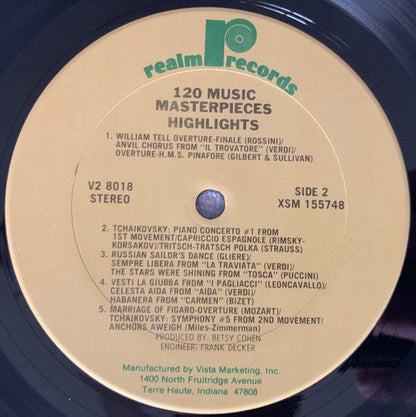 realm records
120 MUSIC
MASTERPIECES
HIGHLIGHTS
1. WILLIAM TELL OVERTURE-FINALE (ROSSINI)/
ANVIL CHORUS FROM "IL TROVATORE" (VERDI)/
OVERTURE-H.M.S. PINAFORE (GILBERT & SULLIVAN)
V2 8018
STEREO
SIDE 2
XSM 155748
2. TCHAIKOVSKY: PIANO CONCERTO #1 FROM
1ST MOVEMENT/CAPRICCIO ESPAGNOLE (RIMSKY-
KORSAKOV)/TRITSCH-TRATSCH POLKA (STRAUSS)
3. RUSSIAN SAILOR'S DANCE (GLIERE)/
SEMPRE LIBERA FROM "LA TRAVIATA" (VERDI)/
THE STARS WERE SHINING FROM "TOSCA" (PUCCINI)
4. VESTI LA GIUBBA FROM "I PAGLIACCI" (LEONCAVALLO)/
CELESTA AIDA FROM "AIDA" (VERDI)/
HABANERA FROM "CARMEN" (BIZET)
5. MARRIAGE OF FIGARO-OVERTURE (MOZART)/
TCHAIKOVSKY: SYMPHONY #5 FROM 2ND MOVEMENT/
ANCHORS AWEIGH (Miles-Zimmerman)
PRODUCED BY: BETSY COHEN
ENGINEER: FRANK DECKER
Manufactured by Vista Marketing, Inc.
1400 North Fruitridge Avenue
Terre Haute, Indiana 47808